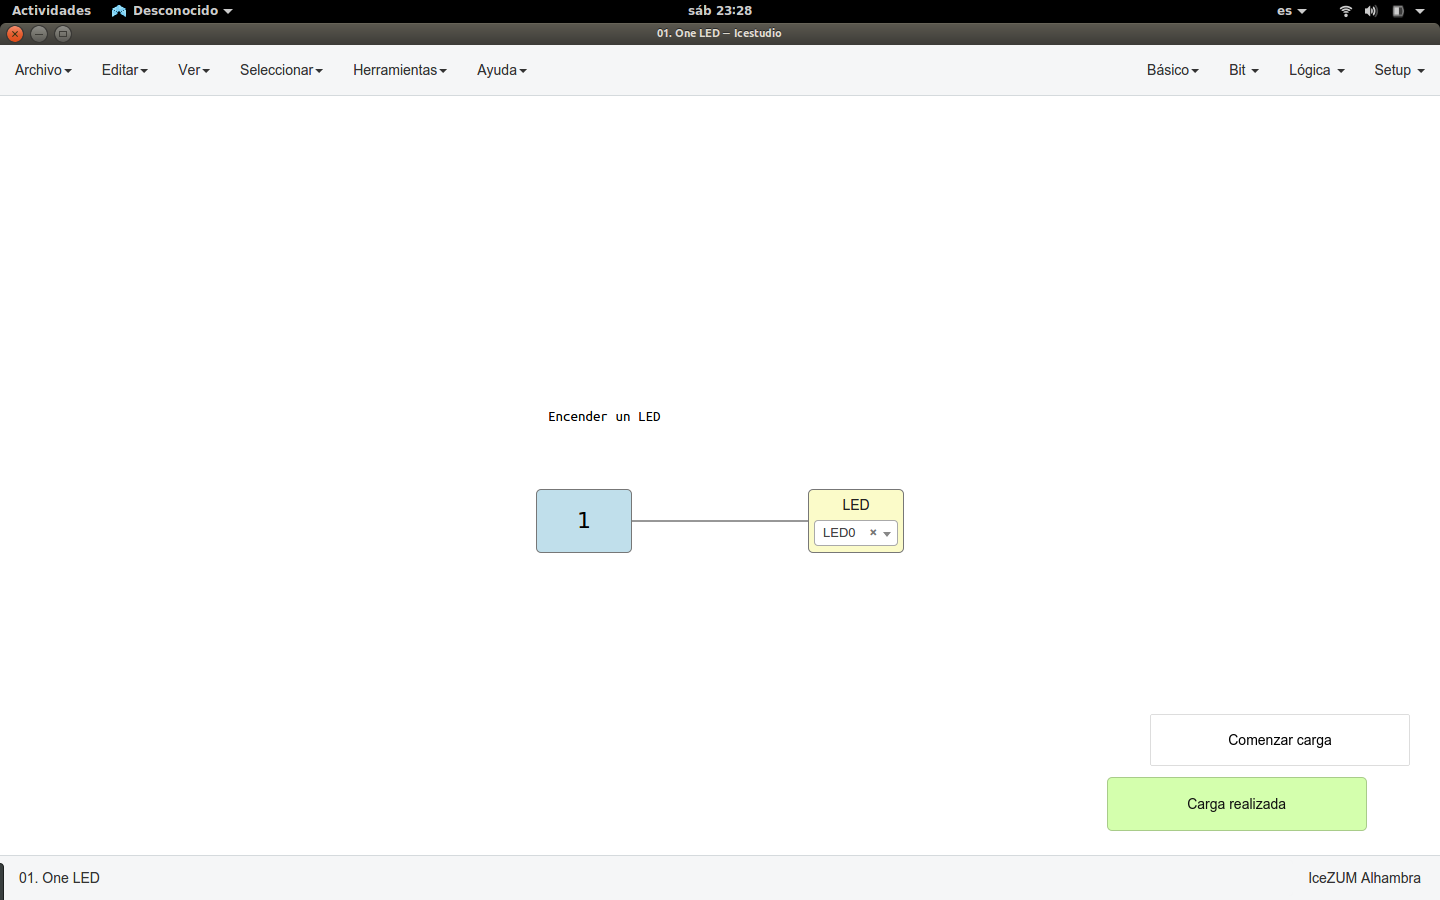 Actividades Desconocido sáb 23:28 es
01. One LED — Icestudio
Archivo Editar Ver Seleccionar Herramientas Ayuda Básico Bit Lógica Setup
Encender un LED
1
LED
LED0
Comenzar carga
Carga realizada
01. One LED IceZUM Alhambra